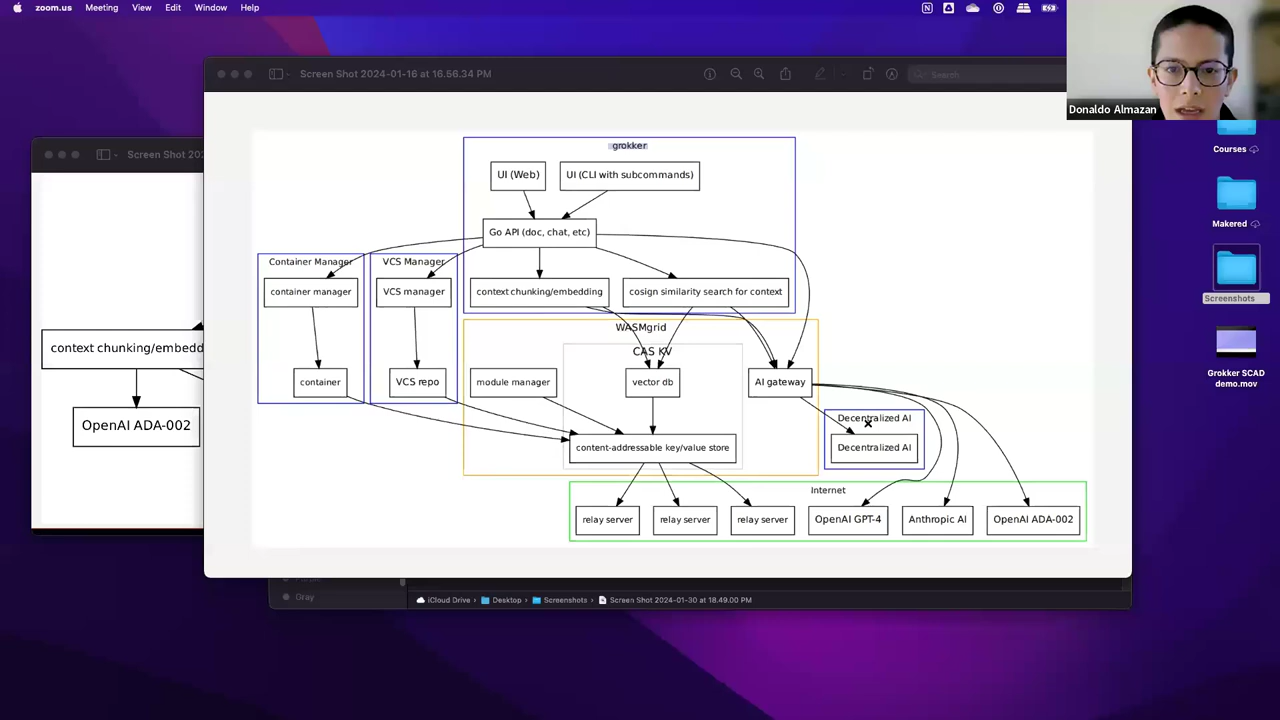 zoom.us Meeting View Edit Window Help
Screen Shot 2024-01-16 at 16.56.34 PM
Search
Donaldo Almazan
Courses
Makered
Screenshots
Grokker SCAD
demo.mov
Screen Shot 202
context chunking/embedd
OpenAI ADA-002
grokker
UI (Web)
UI (CLI with subcommands)
Go API (doc, chat, etc)
Container Manager
VCS Manager
container manager
VCS manager
context chunking/embedding
cosign similarity search for context
WASMgrid
CAS KV
container
VCS repo
module manager
vector db
AI gateway
Decentralized AI
Decentralized AI
content-addressable key/value store
Internet
relay server
relay server
relay server
OpenAI GPT-4
Anthropic AI
OpenAI ADA-002
Gray
iCloud Drive › Desktop › Screenshots › Screen Shot 2024-01-30 at 18.49.00 PM